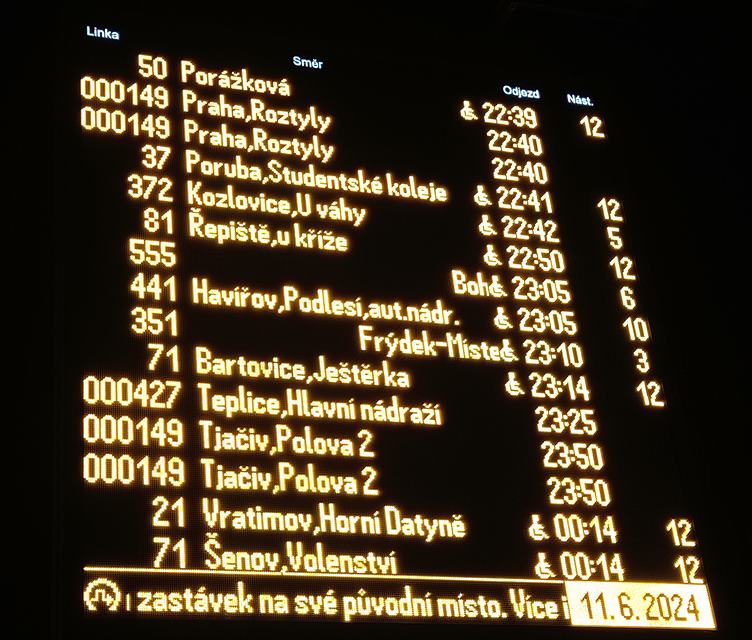 Linka Směr Odjezd Nást.
50 Porážková 22:39 12
000149 Praha,Roztyly 22:40
000149 Praha,Roztyly 22:40
37 Poruba,Studentské koleje 22:41 12
372 Kozlovice,U váhy 22:42 5
81 Řepiště,u kříže 22:50 12
555 Boh 23:05 6
441 Havířov,Podlesí,aut.nádr. 23:05 10
351 Frýdek-Místek 23:10 3
71 Bartovice,Ještěrka 23:14 12
000427 Teplice,Hlavní nádraží 23:25
000149 Tjačiv,Polova 2 23:50
000149 Tjačiv,Polova 2 23:50
21 Vratimov,Horní Datyně 00:14 12
71 Šenov,Volenství 00:14 12
zastávek na své původní místo. Více i 11.6.2024